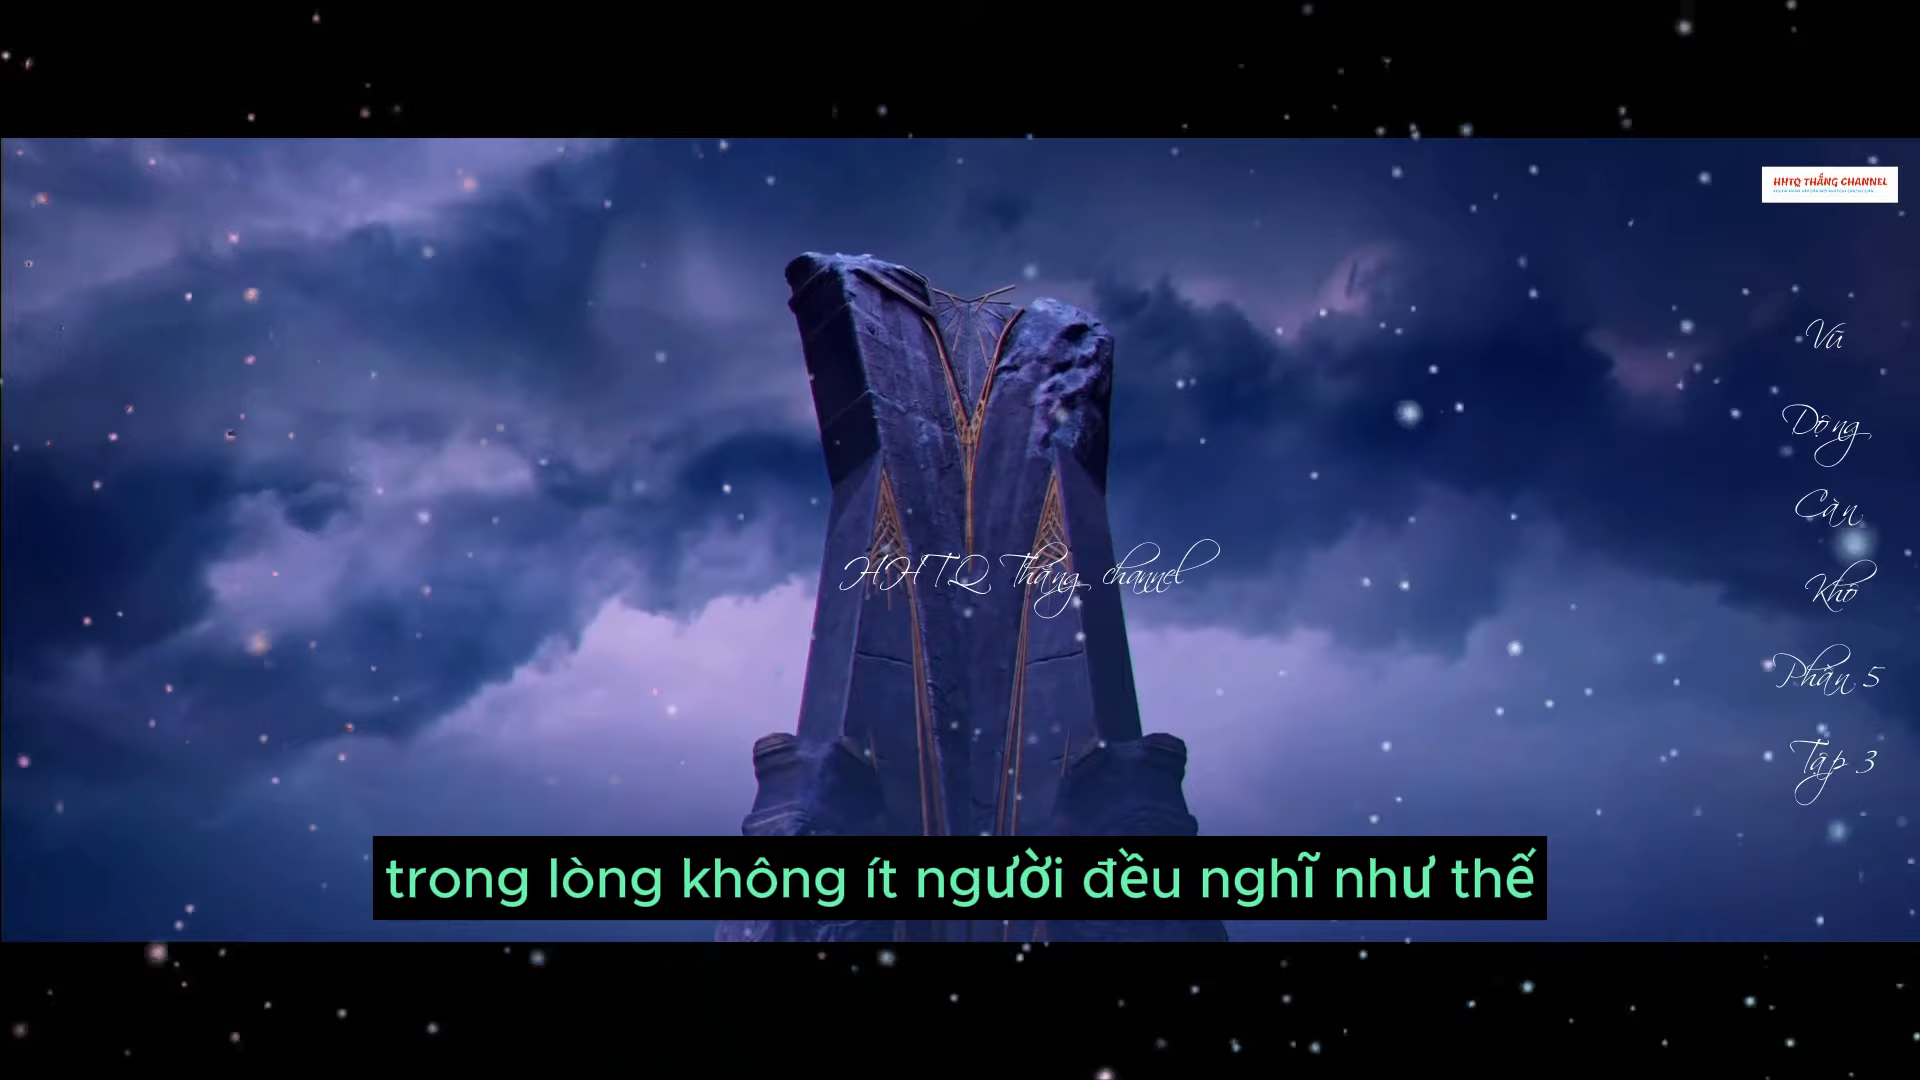 HHTQ THẮNG CHANNEL
Vũ
Động
Càn
Khô
Phần 5
Tập 3
HHTQ Thắng channel
trong lòng không ít người đều nghĩ như thế